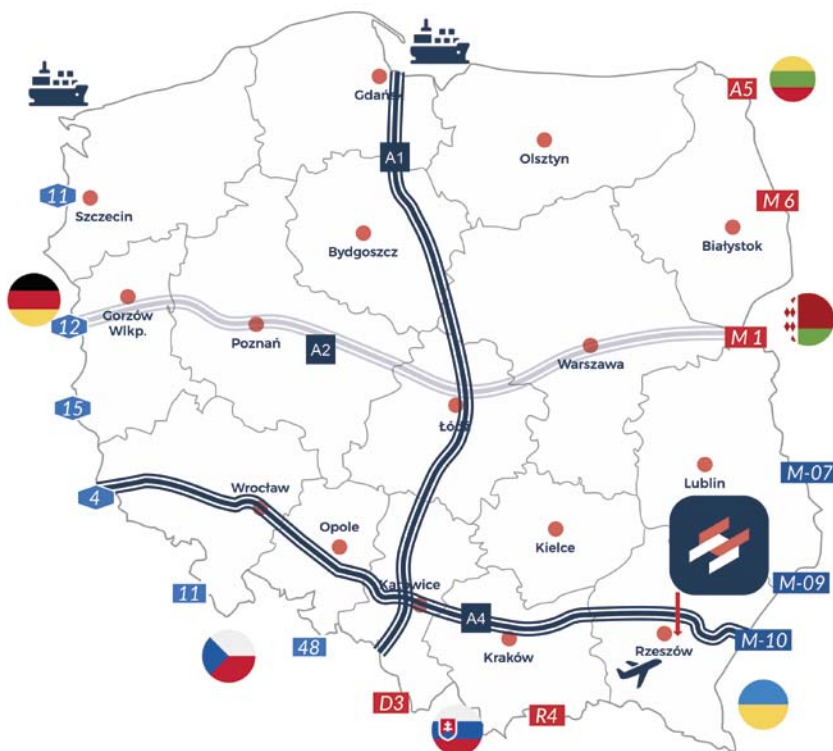 Gdańsk
A5
A1
Olsztyn
11
Szczecin
M 6
Białystok
Bydgoszcz
Gorzów
Wlkp.
12
Poznań
A2
Warszawa
M 1
15
Łódź
4
Wrocław
Lublin
M-07
Opole
Kielce
Katowice
11
M-09
A4
48
Kraków
Rzeszów
M-10
D3
R4